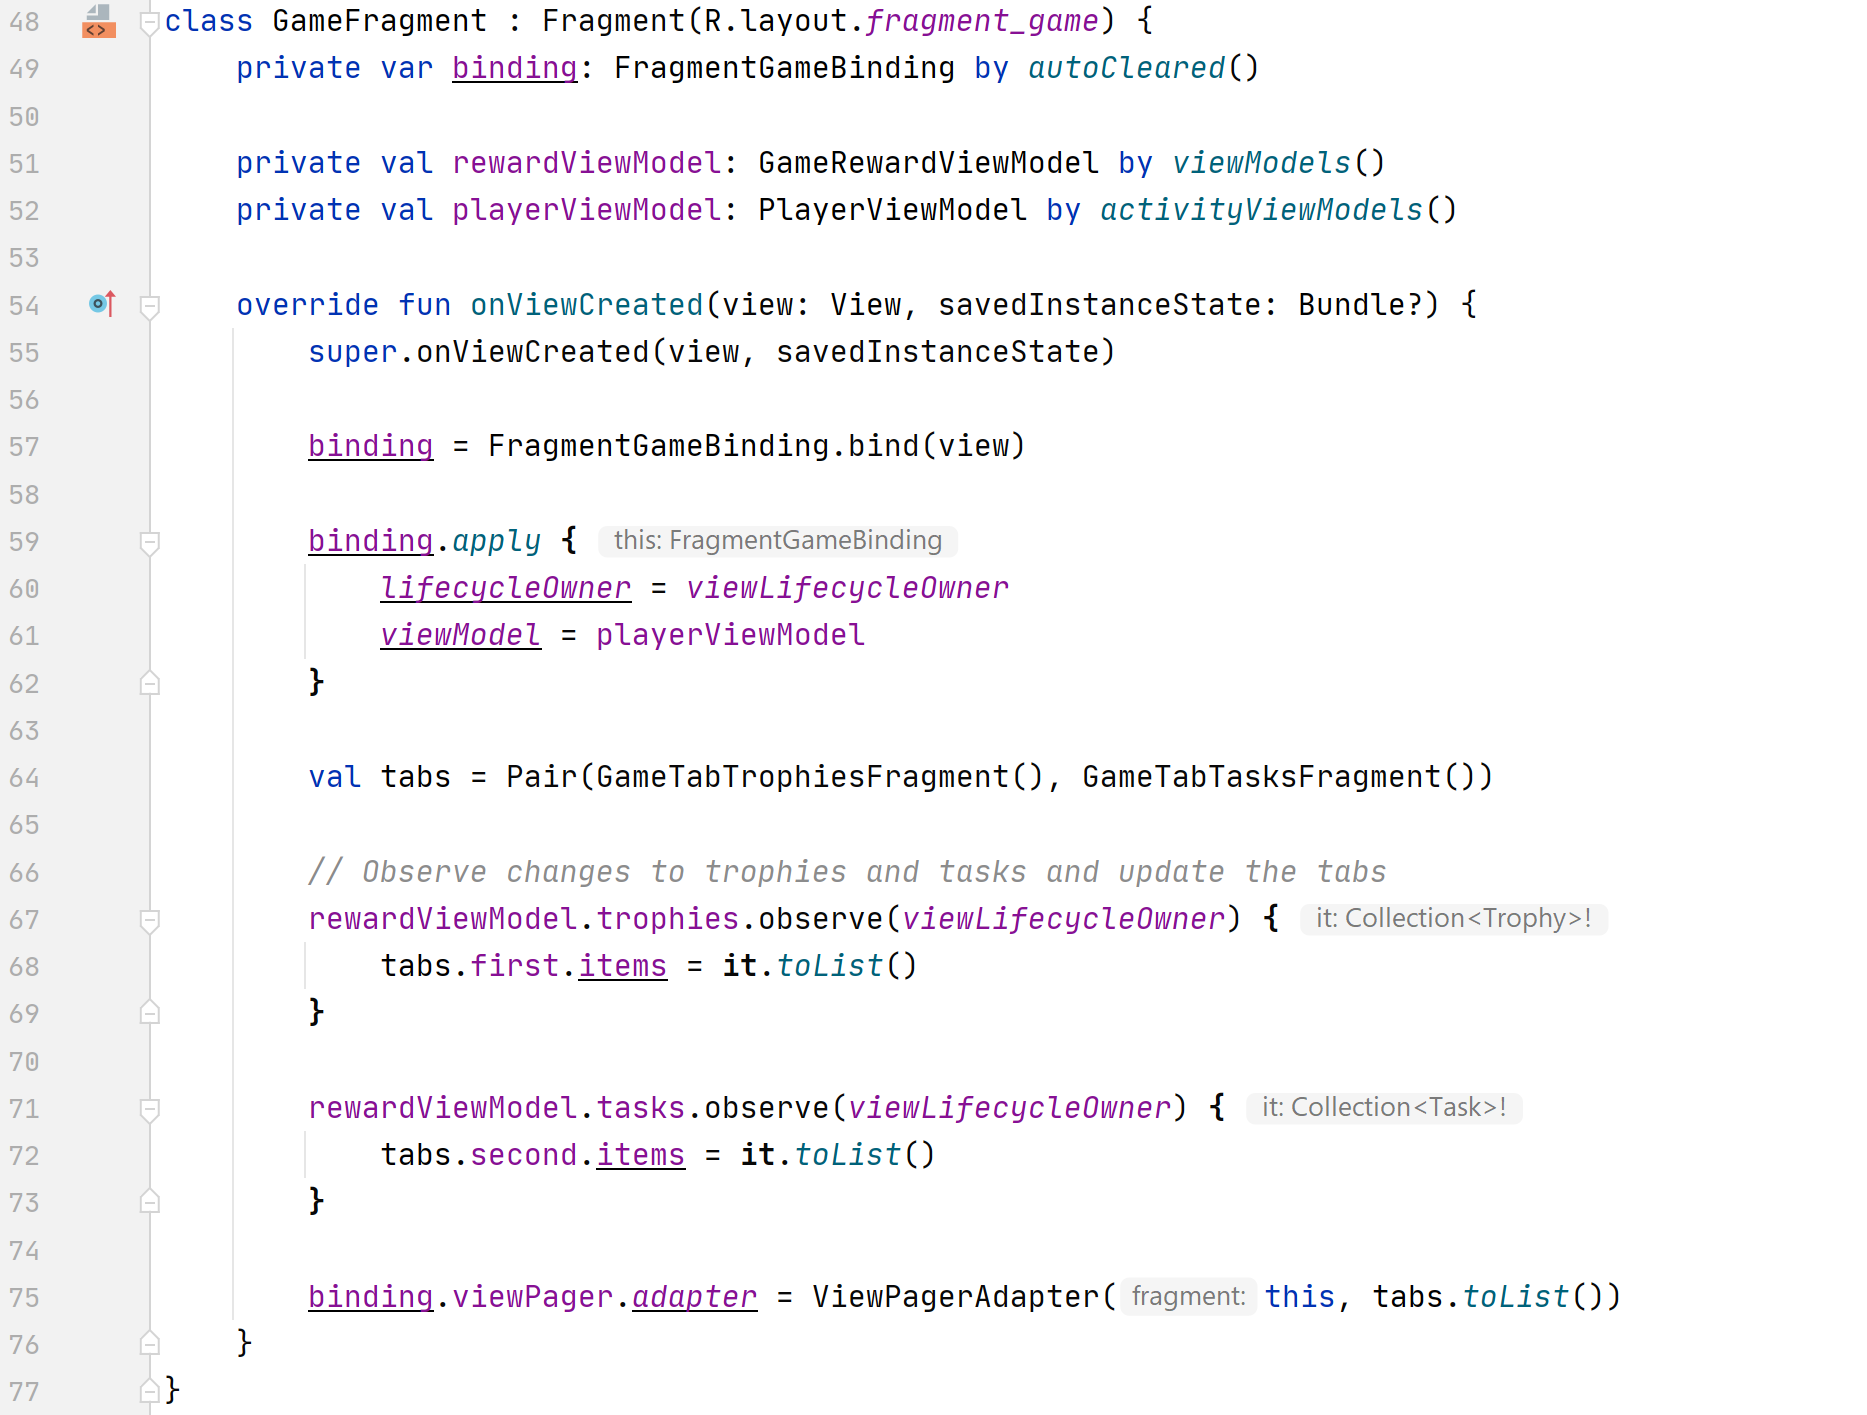 48 class GameFragment : Fragment(R.layout.fragment_game) {
49     private var binding: FragmentGameBinding by autoCleared()
50
51     private val rewardViewModel: GameRewardViewModel by viewModels()
52     private val playerViewModel: PlayerViewModel by activityViewModels()
53
54     override fun onViewCreated(view: View, savedInstanceState: Bundle?) {
55         super.onViewCreated(view, savedInstanceState)
56
57         binding = FragmentGameBinding.bind(view)
58
59         binding.apply { this: FragmentGameBinding
60             lifecycleOwner = viewLifecycleOwner
61             viewModel = playerViewModel
62         }
63
64         val tabs = Pair(GameTabTrophiesFragment(), GameTabTasksFragment())
65
66         // Observe changes to trophies and tasks and update the tabs
67         rewardViewModel.trophies.observe(viewLifecycleOwner) { it: Collection<Trophy>!
68             tabs.first.items = it.toList()
69         }
70
71         rewardViewModel.tasks.observe(viewLifecycleOwner) { it: Collection<Task>!
72             tabs.second.items = it.toList()
73         }
74
75         binding.viewPager.adapter = ViewPagerAdapter( fragment: this, tabs.toList())
76     }
77 }